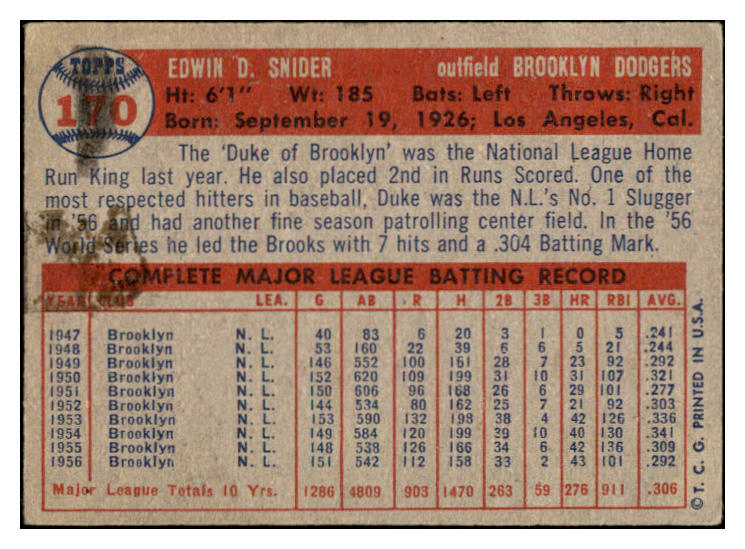 TOPPS
170
EDWIN D. SNIDER outfield BROOKLYN DODGERS
Ht: 6'1" Wt: 185 Bats: Left Throws: Right
Born: September 19, 1926; Los Angeles, Cal.
The 'Duke of Brooklyn' was the National League Home
Run King last year. He also placed 2nd in Runs Scored. One of the
most respected hitters in baseball, Duke was the N.L.'s No. 1 Slugger
in '56 and had another fine season patrolling center field. In the '56
World Series he led the Brooks with 7 hits and a .304 Batting Mark.
COMPLETE MAJOR LEAGUE BATTING RECORD
YEAR CLUB LEA. G AB R H 2B 3B HR RBI AVG.
1947 Brooklyn N. L. 40 83 6 20 3 1 0 5 .241
1948 Brooklyn N. L. 53 160 22 39 6 6 5 21 .244
1949 Brooklyn N. L. 146 552 100 161 28 7 23 92 .292
1950 Brooklyn N. L. 152 620 109 199 31 10 31 107 .321
1951 Brooklyn N. L. 150 606 96 168 26 6 29 101 .277
1952 Brooklyn N. L. 144 534 80 162 25 7 21 92 .303
1953 Brooklyn N. L. 153 590 132 198 38 4 42 126 .336
1954 Brooklyn N. L. 149 584 120 199 39 10 40 130 .341
1955 Brooklyn N. L. 148 538 126 166 34 6 42 136 .309
1956 Brooklyn N. L. 151 542 112 158 33 2 43 101 .292
Major League Totals 10 Yrs. 1286 4809 903 1470 263 59 276 911 .306
© T. C. G. PRINTED IN U.S.A.